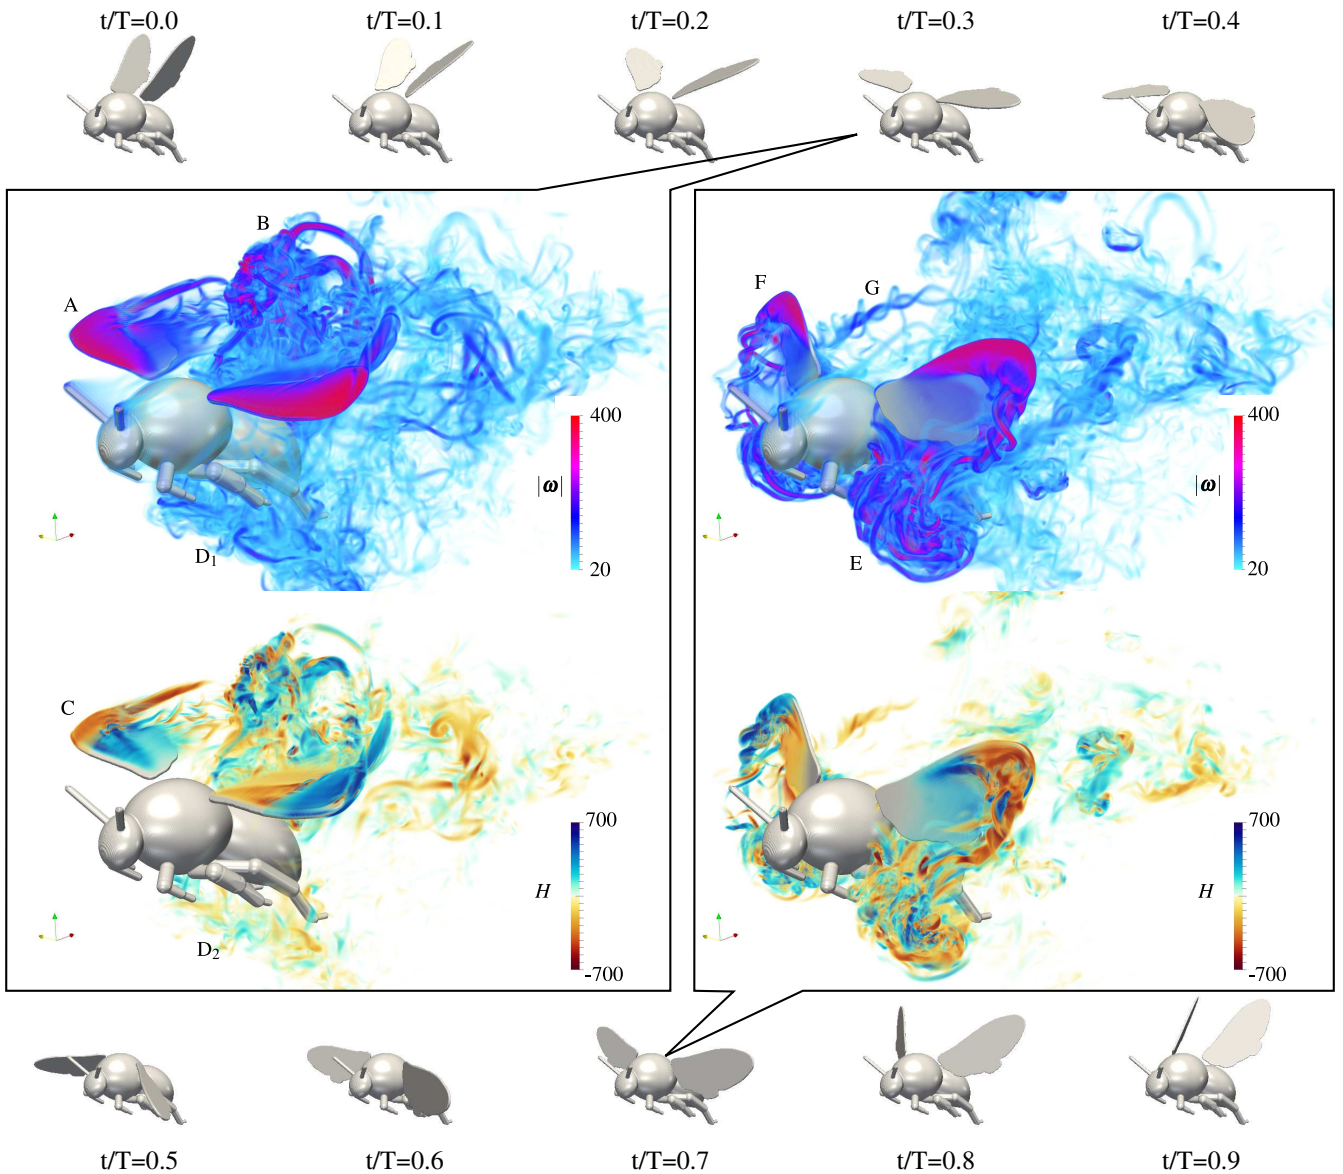 t/T=0.0 t/T=0.1 t/T=0.2 t/T=0.3 t/T=0.4
A
B
400
|ω|
20
D₁
F
G
400
|ω|
20
E
C
700
H
-700
D₂
700
H
-700
t/T=0.5 t/T=0.6 t/T=0.7 t/T=0.8 t/T=0.9